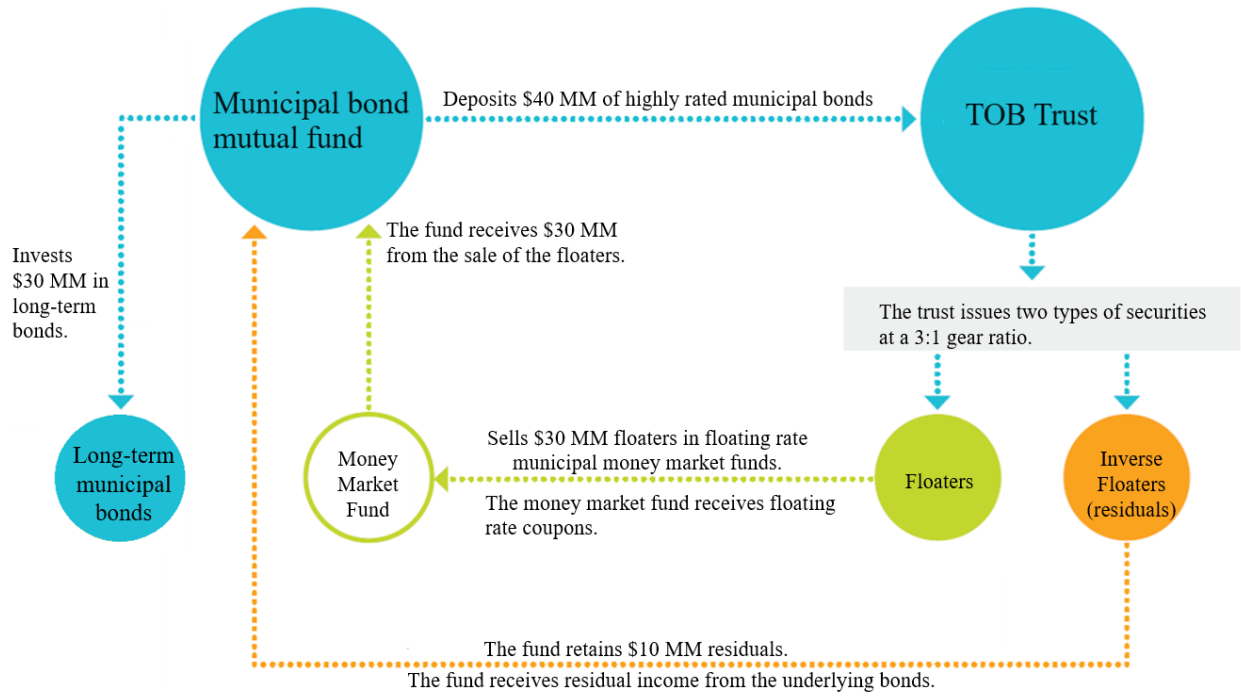 Municipal bond
mutual fund
Deposits $40 MM of highly rated municipal bonds
TOB Trust
The fund receives $30 MM
from the sale of the floaters.
Invests
$30 MM in
long-term
bonds.
The trust issues two types of securities
at a 3:1 gear ratio.
Long-term
municipal
bonds
Money
Market
Fund
Sells $30 MM floaters in floating rate
municipal money market funds.
The money market fund receives floating
rate coupons.
Floaters
Inverse
Floaters
(residuals)
The fund retains $10 MM residuals.
The fund receives residual income from the underlying bonds.